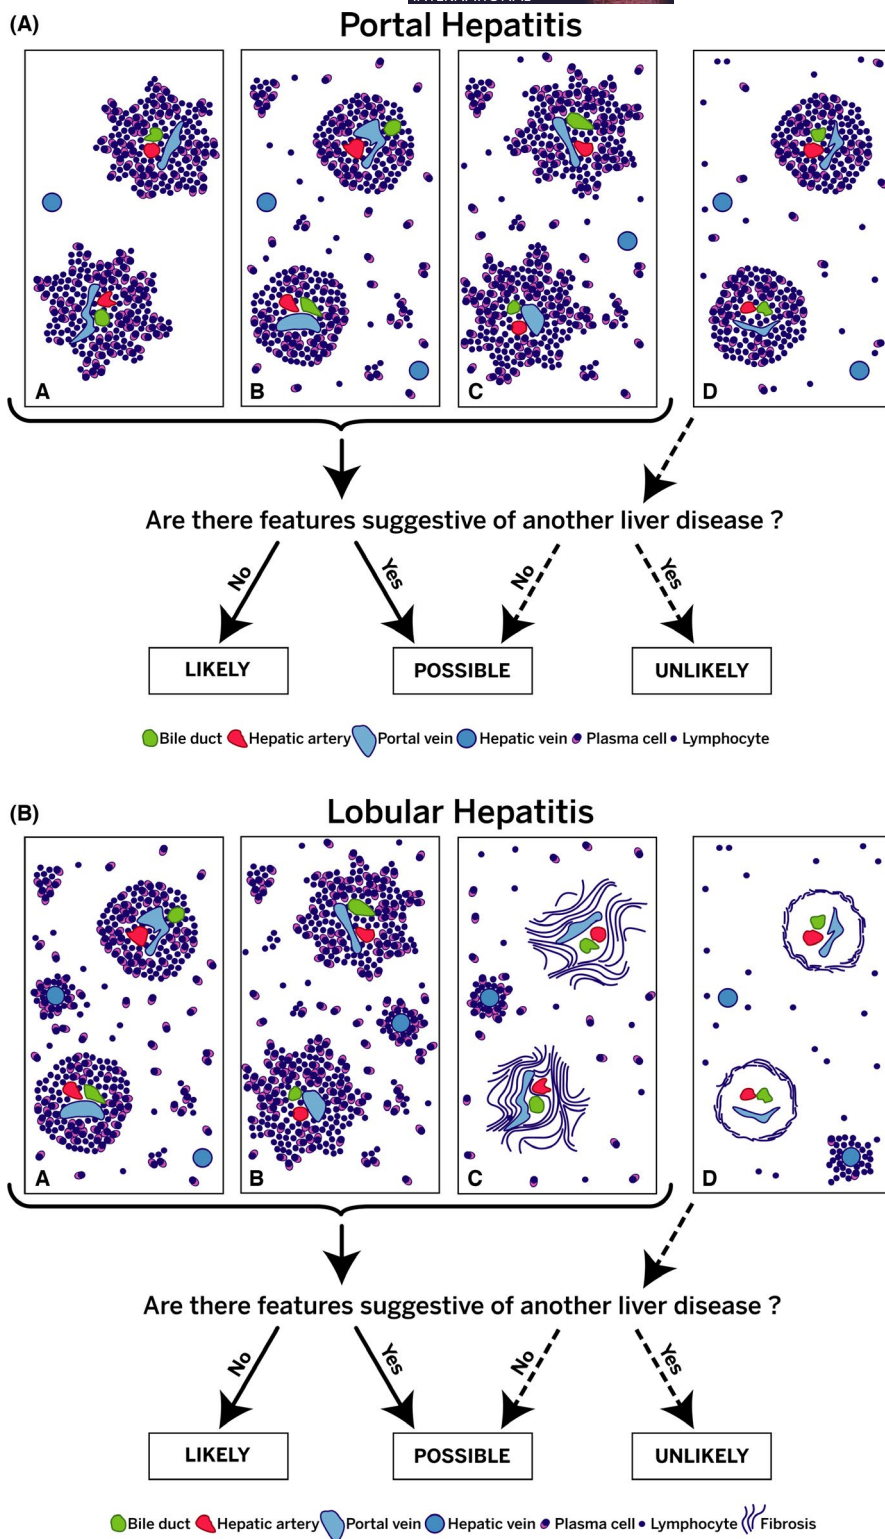 (A)
Portal Hepatitis
A
B
C
D
Are there features suggestive of another liver disease ?
No
Yes
No
Yes
LIKELY
POSSIBLE
UNLIKELY
Bile duct Hepatic artery Portal vein Hepatic vein Plasma cell Lymphocyte
(B)
Lobular Hepatitis
A
B
C
D
Are there features suggestive of another liver disease ?
No
Yes
No
Yes
LIKELY
POSSIBLE
UNLIKELY
Bile duct Hepatic artery Portal vein Hepatic vein Plasma cell Lymphocyte Fibrosis